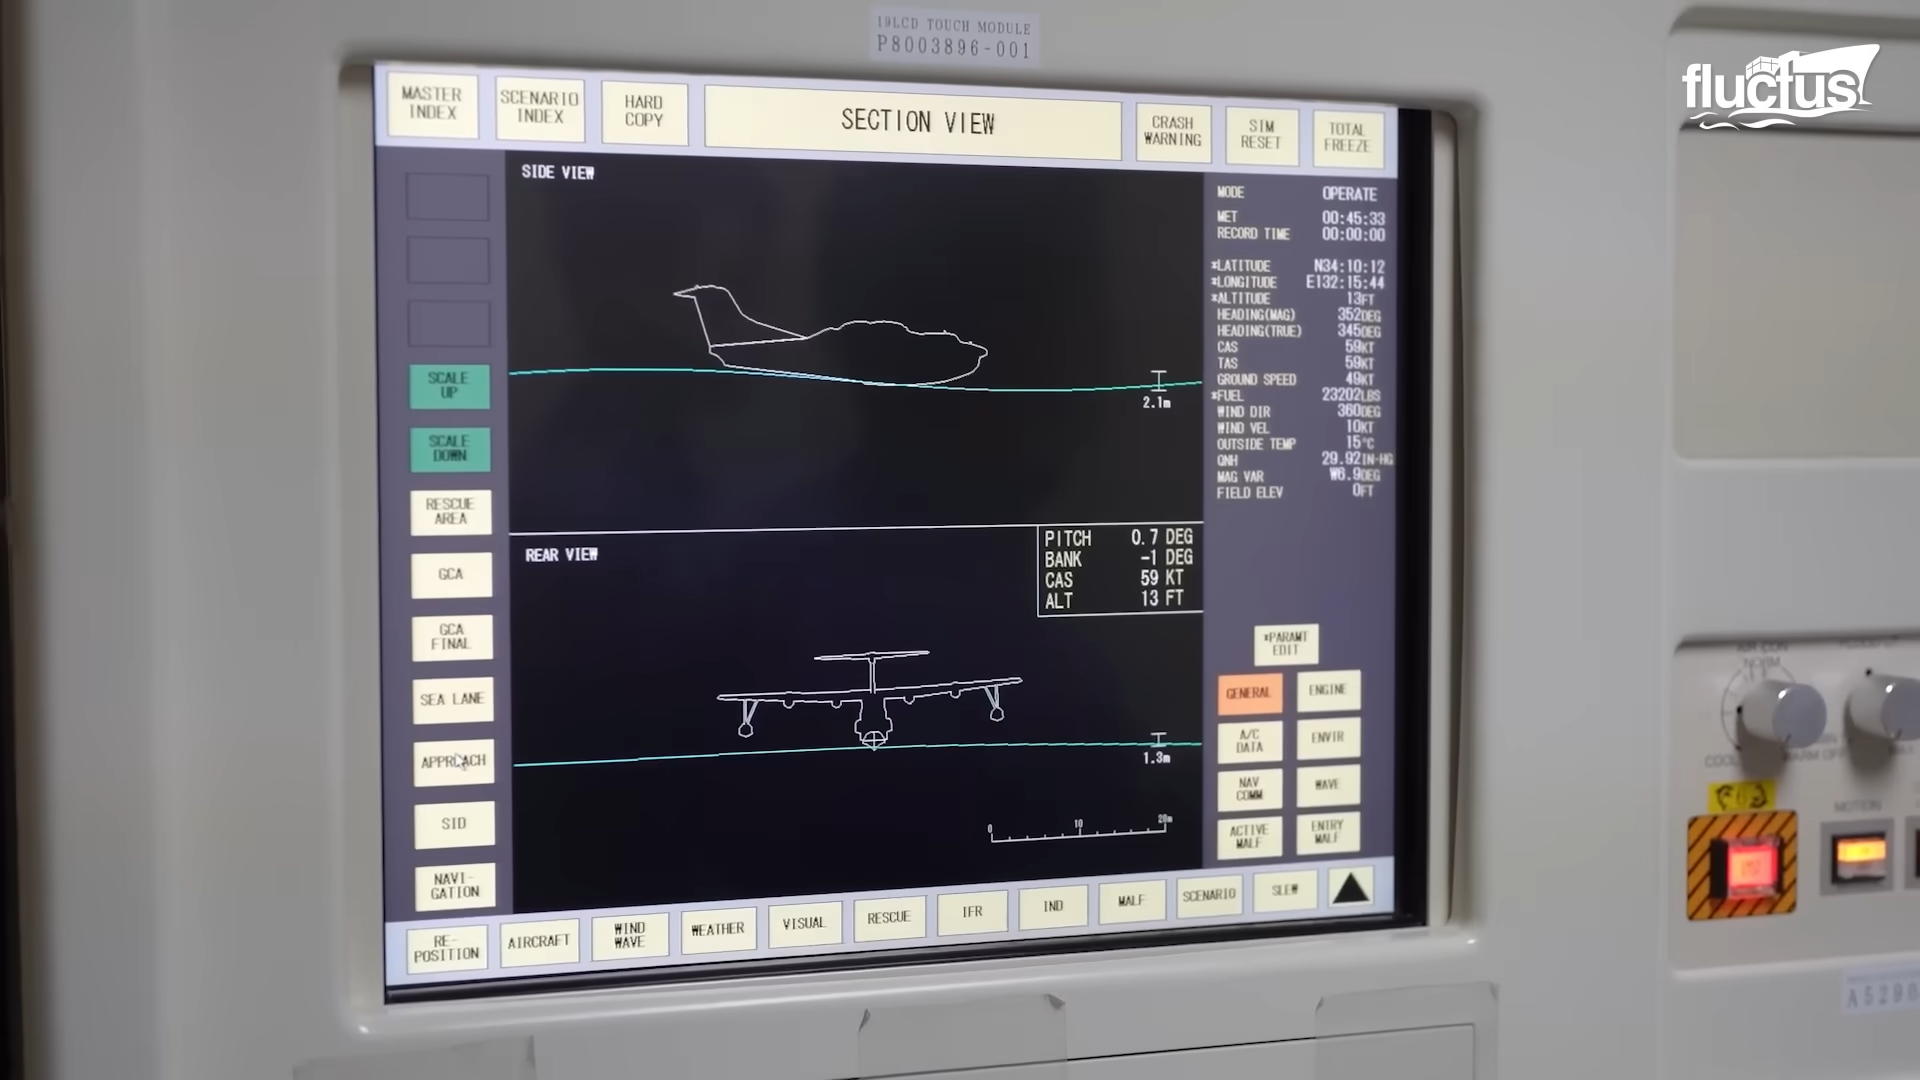 19LCD TOUCH MODULE
P8003896-001
fluctus
MASTER
INDEX
SCENARIO
INDEX
HARD
COPY
SECTION VIEW
CRASH
WARNING
SIM
RESET
TOTAL
FREEZE
SIDE VIEW
SCALE
UP
SCALE
DOWN
RESCUE
AREA
GCA
GCA
FINAL
SEA LANE
APPROACH
SID
NAVI-
GATION
2.1m
REAR VIEW
PITCH 0.7 DEG
BANK -1 DEG
CAS 59 KT
ALT 13 FT
1.3m
0 10 20m
MODE OPERATE
MET 00:45:33
RECORD TIME 00:00:00
*LATITUDE N34:10:12
*LONGITUDE E132:15:44
*ALTITUDE 13FT
HEADING(MAG) 352DEG
HEADING(TRUE) 345DEG
CAS 59KT
TAS 59KT
GROUND SPEED 49KT
*FUEL 23202LBS
WIND DIR 360DEG
WIND VEL 10KT
OUTSIDE TEMP 15°C
QNH 29.92IN-HG
MAG VAR W6.9DEG
FIELD ELEV 0FT
*PARAMT
EDIT
GENERAL
ENGINE
A/C
DATA
ENVIR
NAV
COMM
WAVE
ACTIVE
MALF
ENTRY
MALF
RE-
POSITION
AIRCRAFT
WIND
WAVE
WEATHER
VISUAL
RESCUE
IFR
IND
MALF
SCENARIO
SLEW
NORM
COOL
WARM OFF
MOTION
A5298